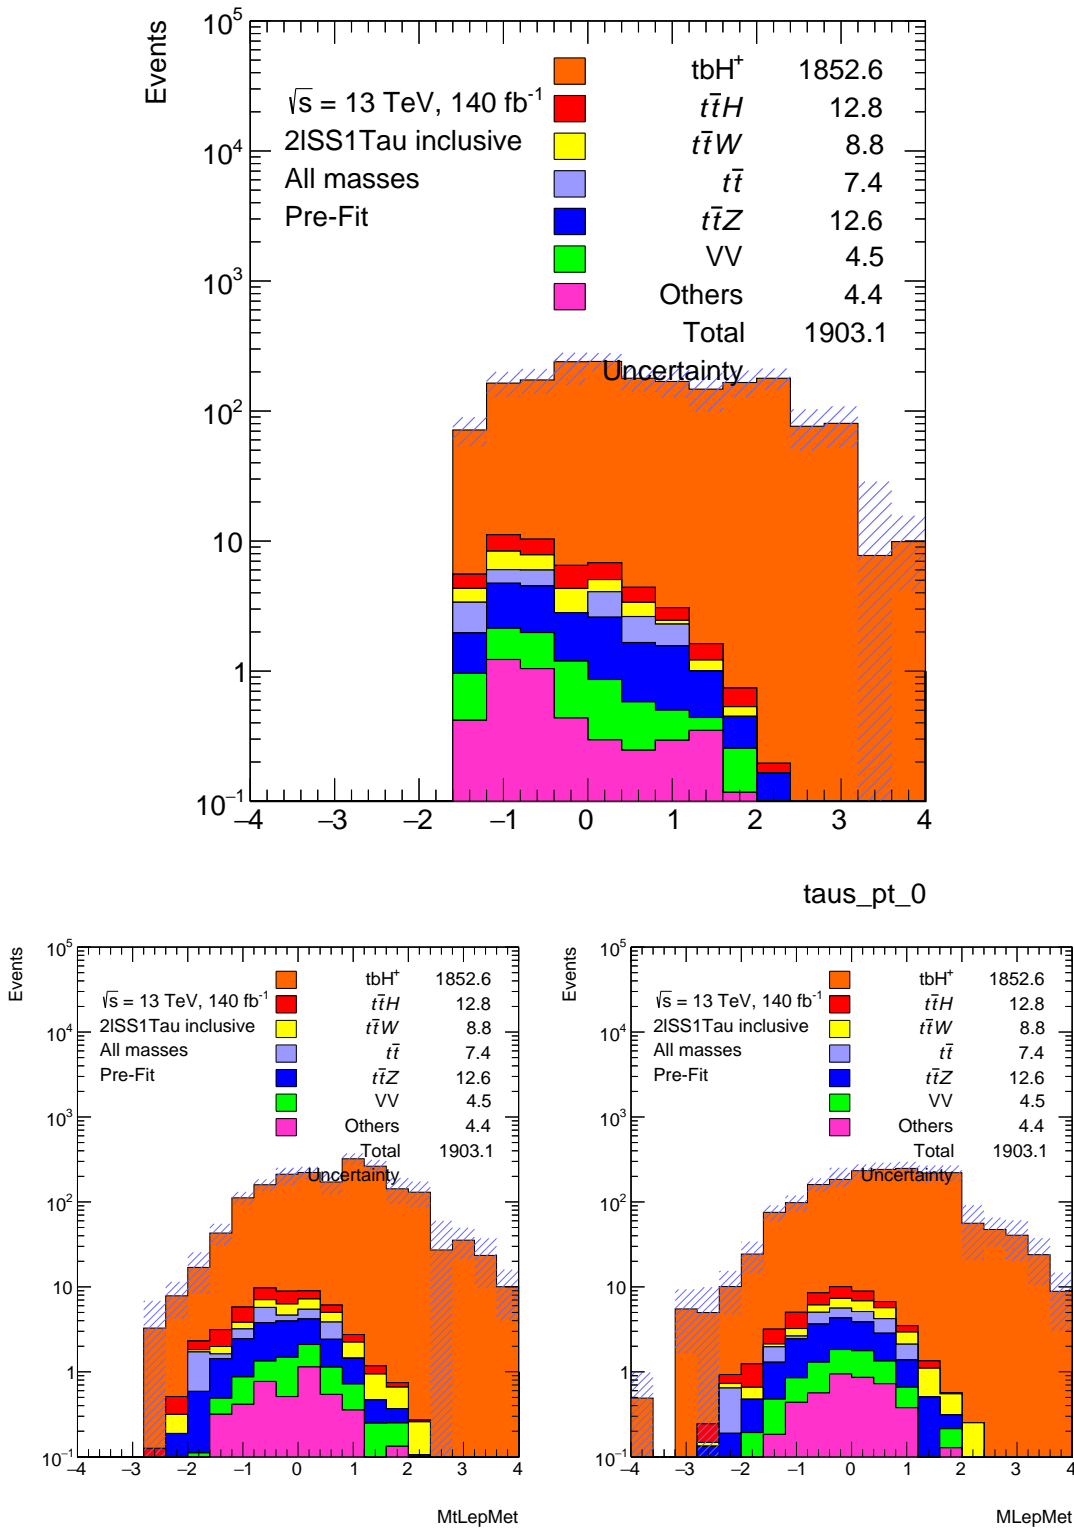 Events
10⁵
10⁴
10³
10²
10
1
10⁻¹
√s = 13 TeV, 140 fb⁻¹
2lSS1Tau inclusive
All masses
Pre-Fit
tbH⁺ 1852.6
tt̄H 12.8
tt̄W 8.8
tt̄ 7.4
tt̄Z 12.6
VV 4.5
Others 4.4
Total 1903.1
Uncertainty
−4 −3 −2 −1 0 1 2 3 4
taus_pt_0
Events
10⁵
10⁴
10³
10²
10
1
10⁻¹
√s = 13 TeV, 140 fb⁻¹
2lSS1Tau inclusive
All masses
Pre-Fit
tbH⁺ 1852.6
tt̄H 12.8
tt̄W 8.8
tt̄ 7.4
tt̄Z 12.6
VV 4.5
Others 4.4
Total 1903.1
Uncertainty
−4 −3 −2 −1 0 1 2 3 4
MtLepMet
Events
10⁵
10⁴
10³
10²
10
1
10⁻¹
√s = 13 TeV, 140 fb⁻¹
2lSS1Tau inclusive
All masses
Pre-Fit
tbH⁺ 1852.6
tt̄H 12.8
tt̄W 8.8
tt̄ 7.4
tt̄Z 12.6
VV 4.5
Others 4.4
Total 1903.1
Uncertainty
−4 −3 −2 −1 0 1 2 3 4
MLepMet